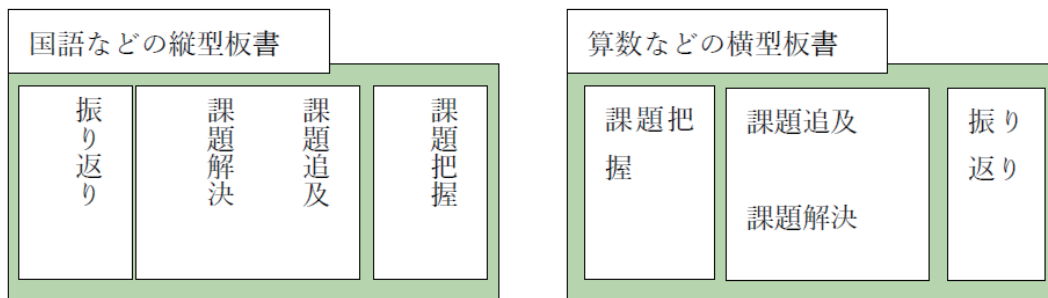 国語などの縦型板書
課題把握
課題追及
課題解決
振り返り
算数などの横型板書
課題把
握
課題追及
課題解決
振り
返り